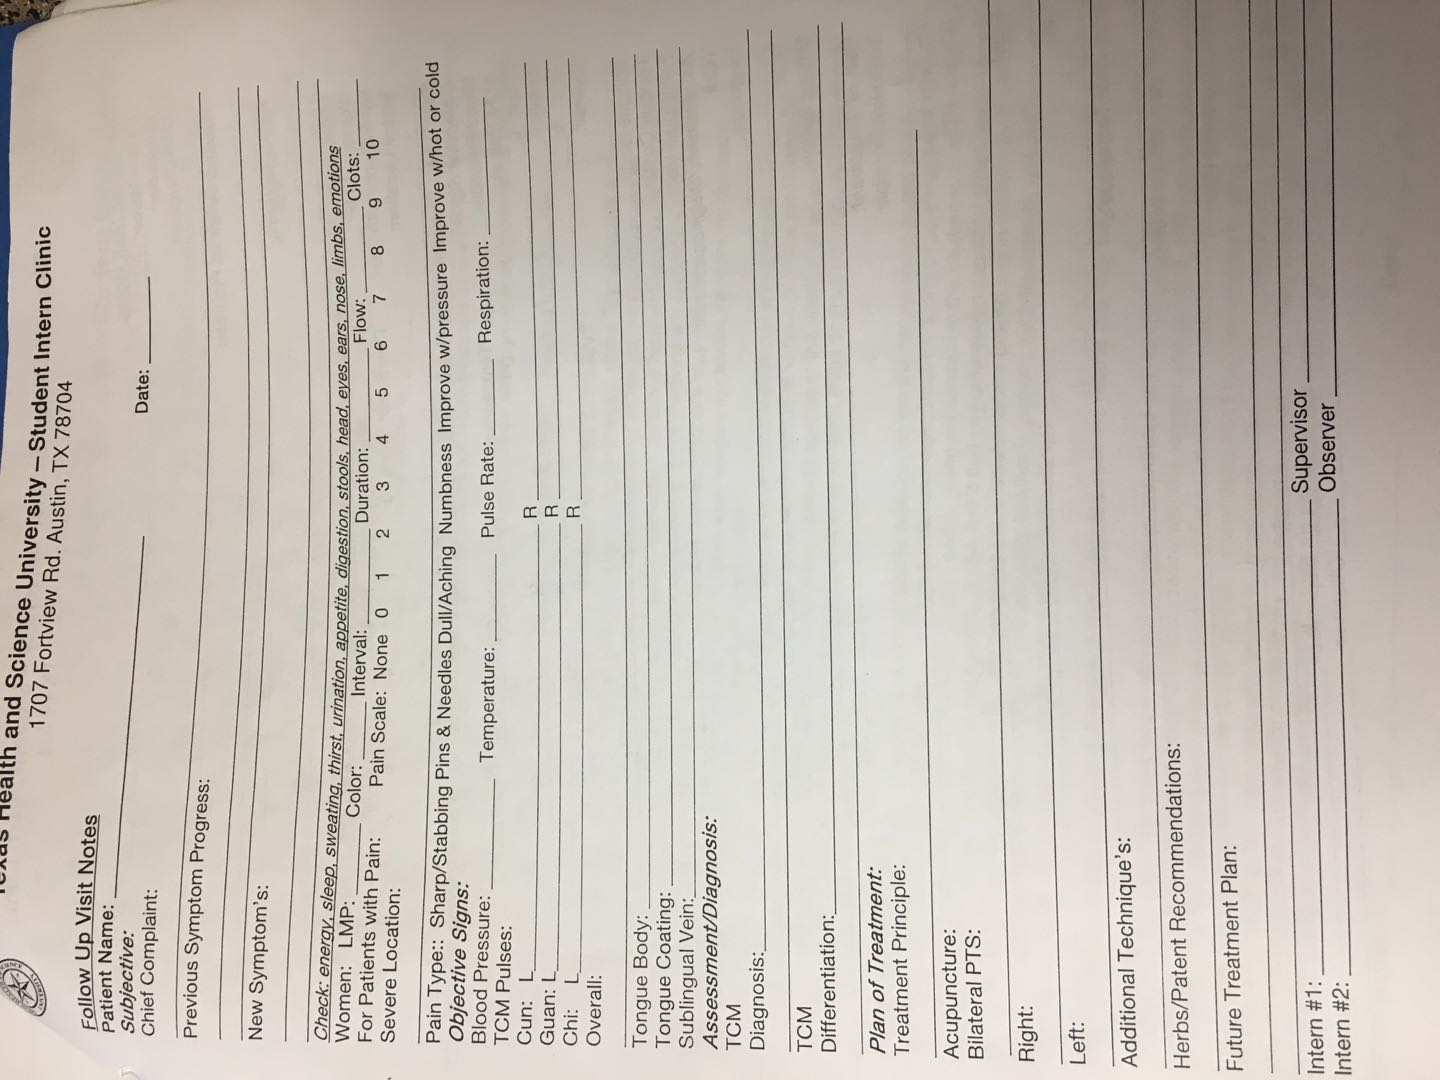 Texas Health and Science University – Student Intern Clinic
1707 Fortview Rd. Austin, TX 78704
Follow Up Visit Notes
Patient Name:
Subjective:
Date:
Chief Complaint:
Previous Symptom Progress:
New Symptom's:
Check: energy, sleep, sweating, thirst, urination, appetite, digestion, stools, head, eyes, ears, nose, limbs, emotions
Women: LMP: Color: Interval: Duration: Flow: Clots:
For Patients with Pain: Pain Scale: None 0 1 2 3 4 5 6 7 8 9 10
Severe Location:
Pain Type:: Sharp/Stabbing Pins & Needles Dull/Aching Numbness Improve w/pressure Improve w/hot or cold
Objective Signs:
Blood Pressure: Temperature: Pulse Rate: Respiration:
TCM Pulses:
Cun: L R
Guan: L R
Chi: L R
Overall:
Tongue Body:
Tongue Coating:
Sublingual Vein:
Assessment/Diagnosis:
TCM
Diagnosis:
TCM
Differentiation:
Plan of Treatment:
Treatment Principle:
Acupuncture:
Bilateral PTS:
Right:
Left:
Additional Technique's:
Herbs/Patent Recommendations:
Future Treatment Plan:
Intern #1: Supervisor
Intern #2: Observer